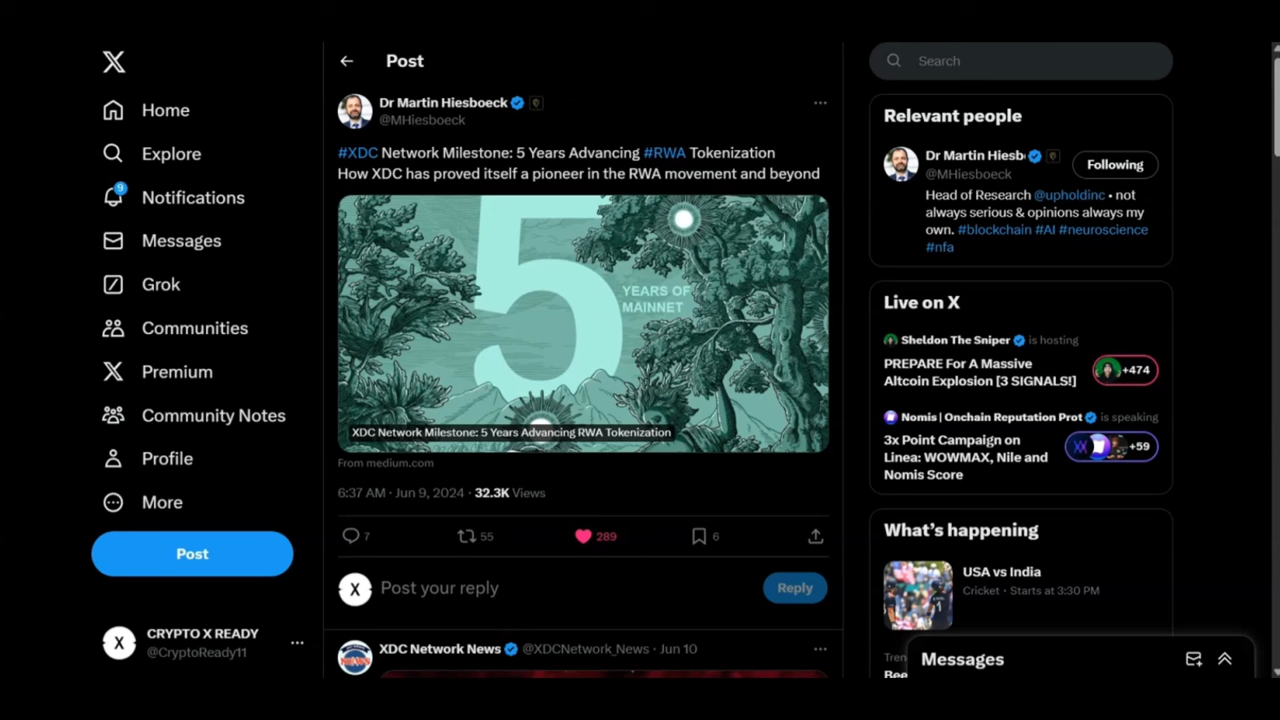 Home
Explore
9
Notifications
Messages
Grok
Communities
Premium
Community Notes
Profile
More
Post
CRYPTO X READY
@CryptoReady11
Post
Dr Martin Hiesboeck
@MHiesboeck
#XDC Network Milestone: 5 Years Advancing #RWA Tokenization
How XDC has proved itself a pioneer in the RWA movement and beyond
5
YEARS OF
MAINNET
XDC Network Milestone: 5 Years Advancing RWA Tokenization
From medium.com
6:37 AM · Jun 9, 2024 · 32.3K Views
7 55 289 6
X Post your reply Reply
XDC Network News @XDCNetwork_News · Jun 10
Search
Relevant people
Dr Martin Hiesb
@MHiesboeck
Following
Head of Research @upholdinc • not
always serious & opinions always my
own. #blockchain #AI #neuroscience
#nfa
Live on X
Sheldon The Sniper is hosting
PREPARE For A Massive
Altcoin Explosion [3 SIGNALS!]
+474
Nomis | Onchain Reputation Prot is speaking
3x Point Campaign on
Linea: WOWMAX, Nile and
Nomis Score
+59
What's happening
USA vs India
Cricket · Starts at 3:30 PM
Messages